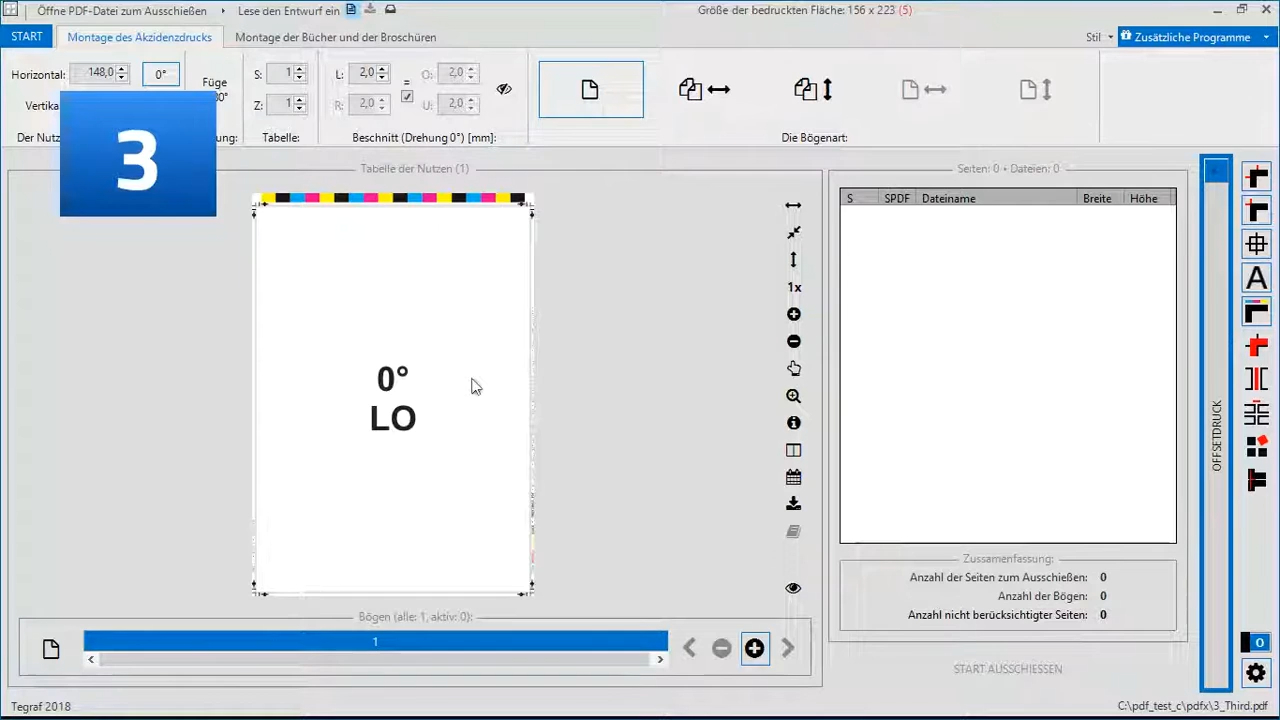 Öffne PDF-Datei zum Ausschießen
Lese den Entwurf ein
Größe der bedruckten Fläche: 156 x 223 (5)
START
Montage des Akzidenzdrucks
Montage der Bücher und der Broschüren
Stil
Zusätzliche Programme
Horizontal: 148,0
0°
Füge
S: 1
L: 2,0
=
O: 2,0
Z: 1
R: 2,0
U: 2,0
Tabelle:
Beschnitt (Drehung 0°) [mm]:
Die Bögenart:
3
Tabelle der Nutzen (1)
Seiten: 0 • Dateien: 0
S
SPDF
Dateiname
Breite
Höhe
1x
0°
LO
A
OFFSETDRUCK
Zusammenfassung:
Anzahl der Seiten zum Ausschießen: 0
Anzahl der Bögen: 0
Anzahl nicht berücksichtigter Seiten: 0
Bögen (alle: 1, aktiv: 0):
1
START AUSSCHIESSEN
Tegraf 2018
C:\pdf_test_c\pdfx\3_Third.pdf